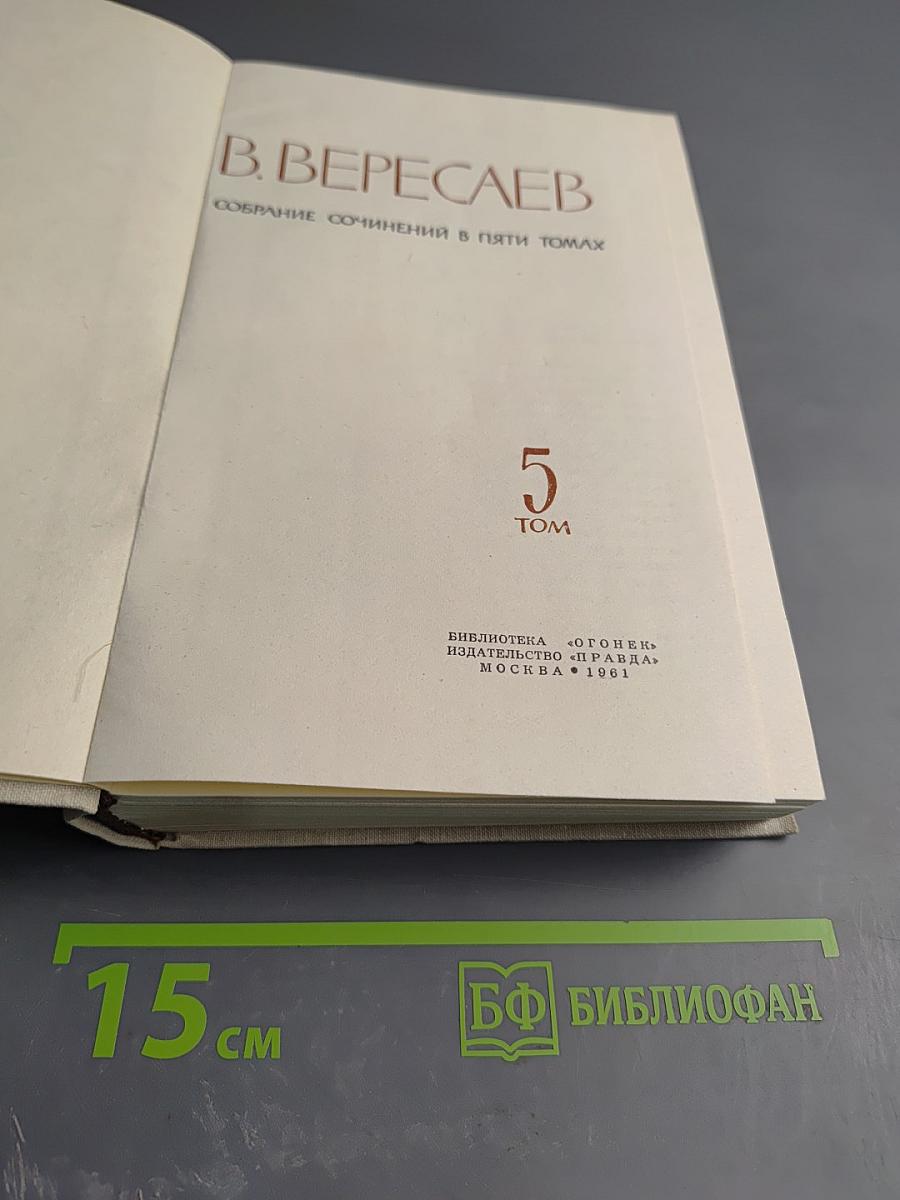 В. ВЕРЕСАЕВ
СОБРАНИЕ СОЧИНЕНИЙ В ПЯТИ ТОМАХ
5
ТОМ
БИБЛИОТЕКА «ОГОНЕК»
ИЗДАТЕЛЬСТВО «ПРАВДА»
МОСКВА • 1961
15 см
БФ БИБЛИОФАН